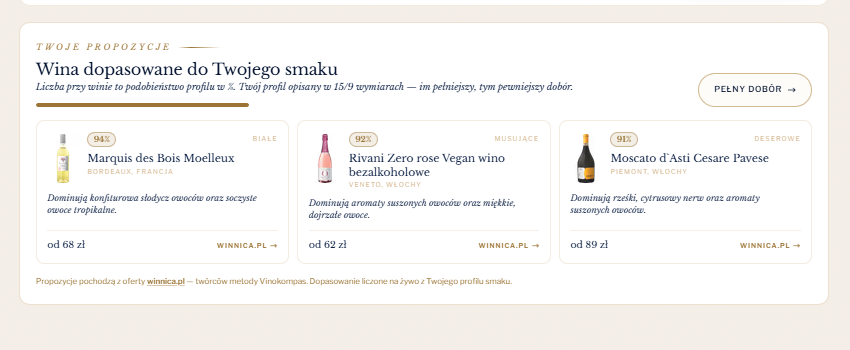 TWOJE PROPOZYCJE
Wina dopasowane do Twojego smaku
Liczba przy winie to podobieństwo profilu w %. Twój profil opisany w 15/9 wymiarach — im pełniejszy, tym pewniejszy dobór.
PEŁNY DOBÓR →
94%
BIAŁE
Marquis des Bois Moelleux
BORDEAUX, FRANCJA
Dominują konfiturowa słodycz owoców oraz soczyste
owoce tropikalne.
od 68 zł
WINNICA.PL →
92%
MUSUJĄCE
Rivani Zero rose Vegan wino
bezalkoholowe
VENETO, WŁOCHY
Dominują aromaty suszonych owoców oraz miękkie,
dojrzałe owoce.
od 62 zł
WINNICA.PL →
91%
DESEROWE
Moscato d`Asti Cesare Pavese
PIEMONT, WŁOCHY
Dominują rześki, cytrusowy nerw oraz aromaty
suszonych owoców.
od 89 zł
WINNICA.PL →
Propozycje pochodzą z oferty winnica.pl — twórców metody Vinokompas. Dopasowanie liczone na żywo z Twojego profilu smaku.